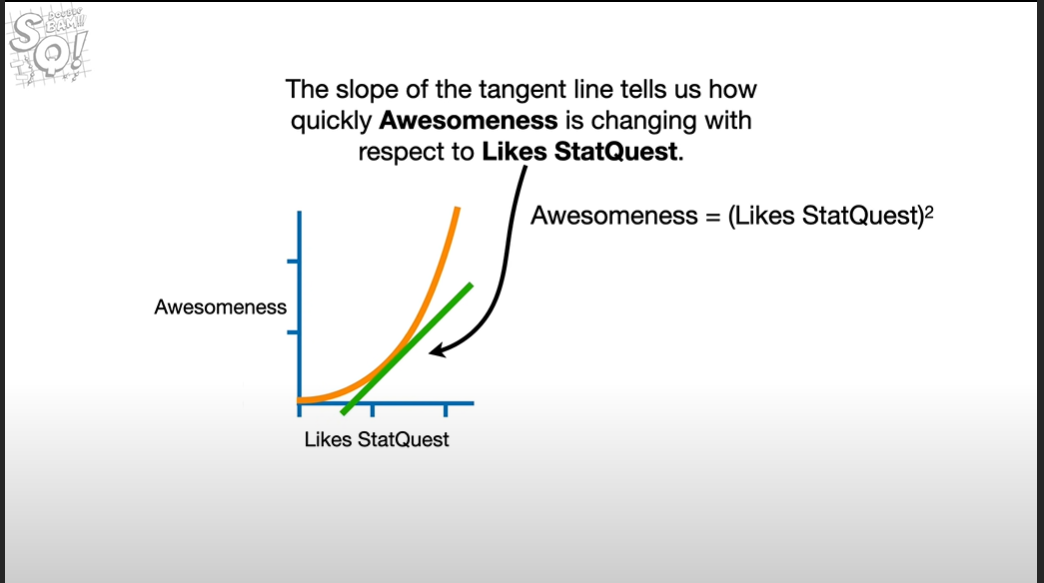 DOUBLE
BAM!!
SQ!
The slope of the tangent line tells us how
quickly Awesomeness is changing with
respect to Likes StatQuest.
Awesomeness = (Likes StatQuest)²
Awesomeness
Likes StatQuest